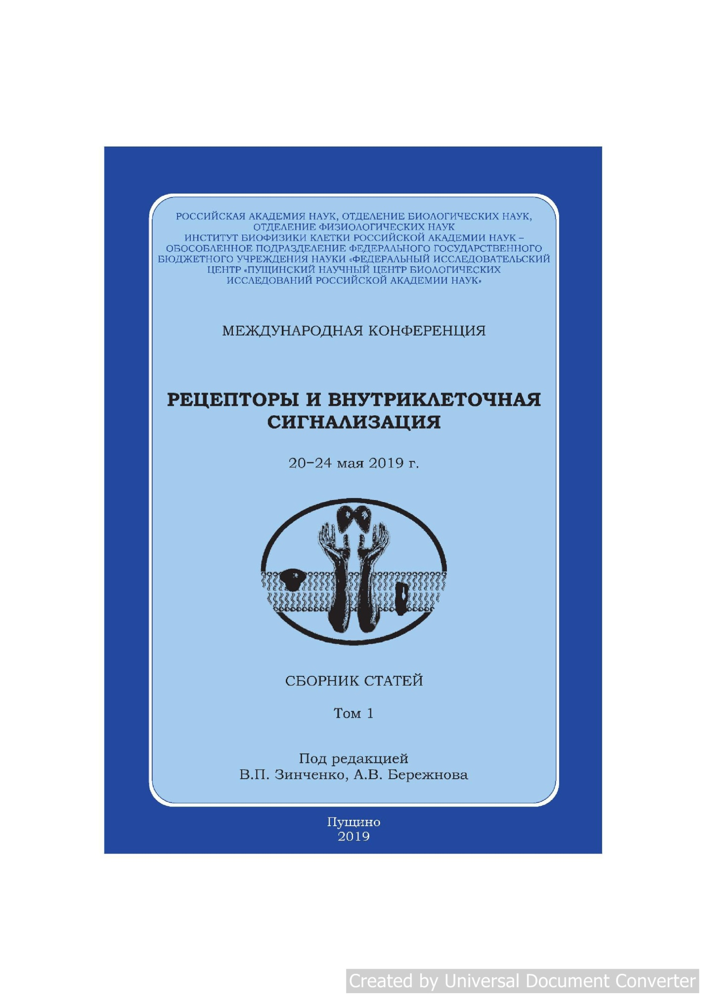 РОССИЙСКАЯ АКАДЕМИЯ НАУК, ОТДЕЛЕНИЕ БИОЛОГИЧЕСКИХ НАУК,
ОТДЕЛЕНИЕ ФИЗИОЛОГИЧЕСКИХ НАУК
ИНСТИТУТ БИОФИЗИКИ КЛЕТКИ РОССИЙСКОЙ АКАДЕМИИ НАУК –
ОБОСОБЛЕННОЕ ПОДРАЗДЕЛЕНИЕ ФЕДЕРАЛЬНОГО ГОСУДАРСТВЕННОГО
БЮДЖЕТНОГО УЧРЕЖДЕНИЯ НАУКИ «ФЕДЕРАЛЬНЫЙ ИССЛЕДОВАТЕЛЬСКИЙ
ЦЕНТР «ПУЩИНСКИЙ НАУЧНЫЙ ЦЕНТР БИОЛОГИЧЕСКИХ
ИССЛЕДОВАНИЙ РОССИЙСКОЙ АКАДЕМИИ НАУК»
МЕЖДУНАРОДНАЯ КОНФЕРЕНЦИЯ
РЕЦЕПТОРЫ И ВНУТРИКЛЕТОЧНАЯ
СИГНАЛИЗАЦИЯ
20–24 мая 2019 г.
СБОРНИК СТАТЕЙ
Том 1
Под редакцией
В.П. Зинченко, А.В. Бережнова
Пущино
2019
Created by Universal Document Converter